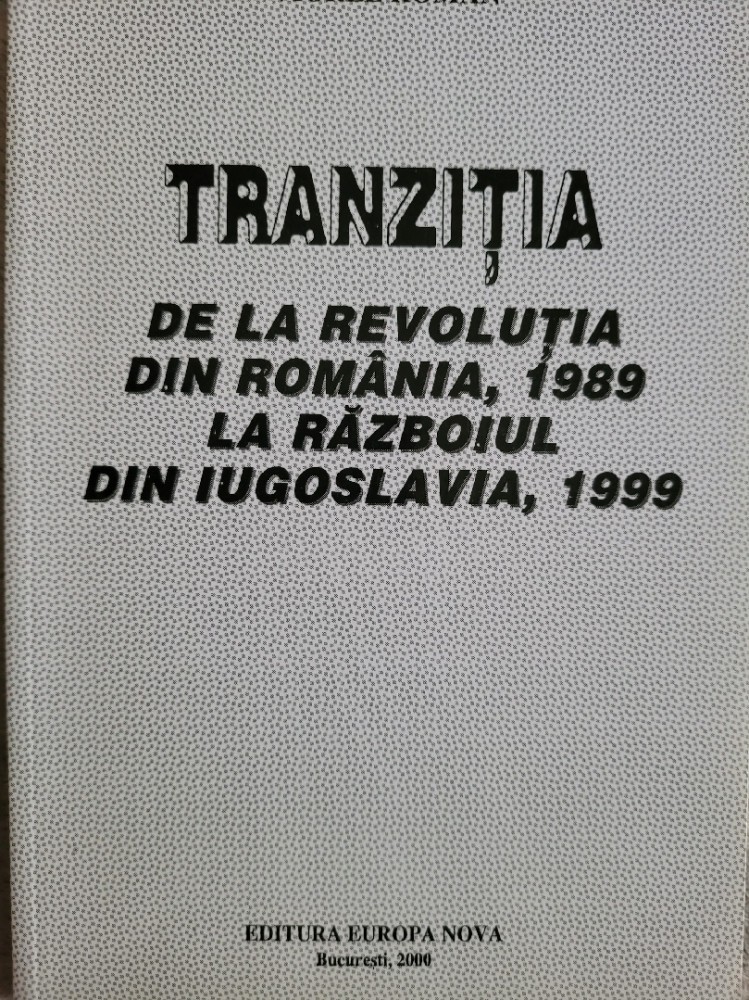 TRANZIȚIA
DE LA REVOLUȚIA
DIN ROMÂNIA, 1989
LA RĂZBOIUL
DIN IUGOSLAVIA, 1999
EDITURA EUROPA NOVA
București, 2000